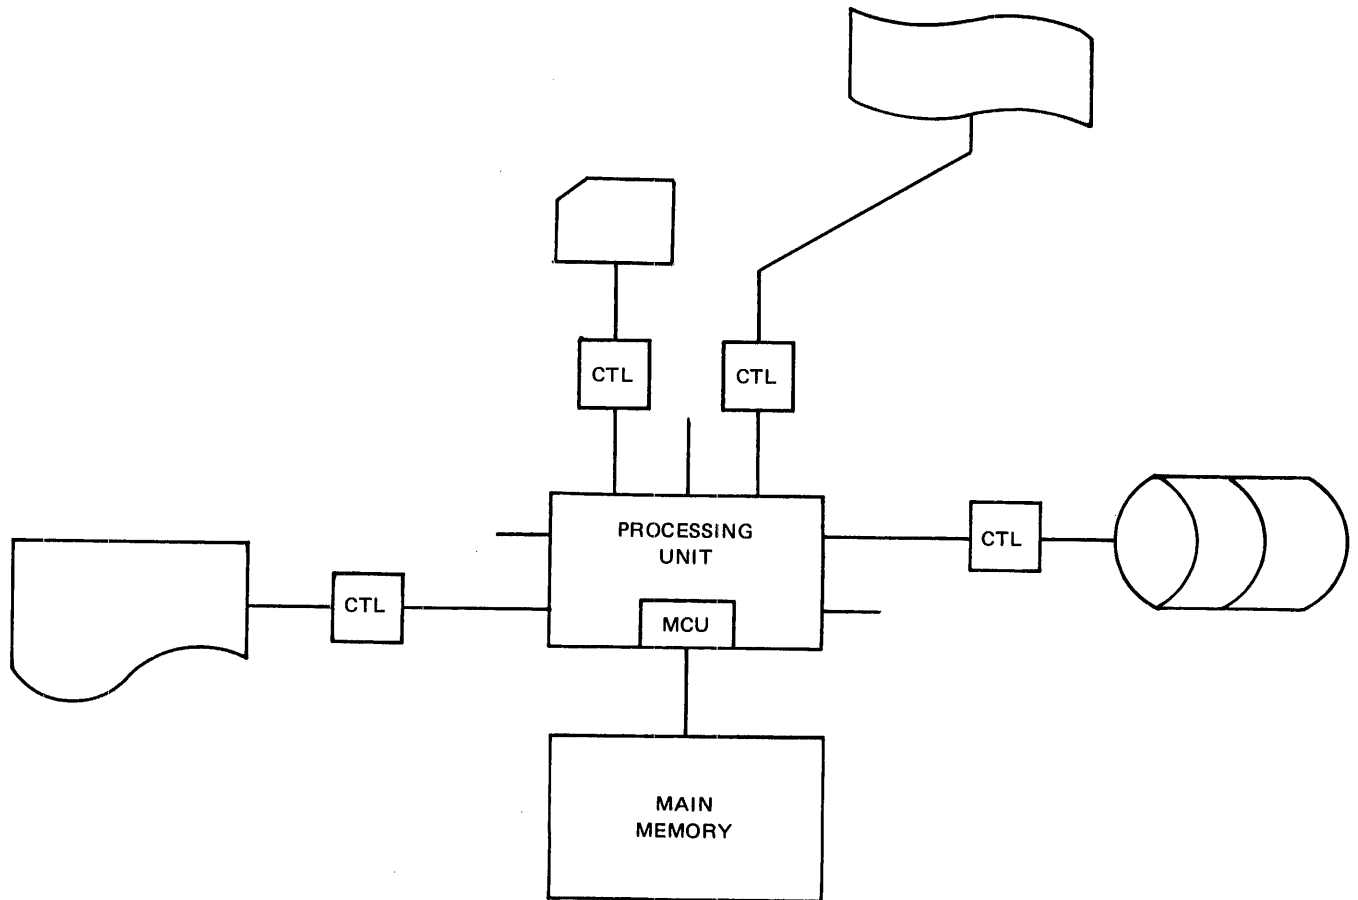 CTL
CTL
PROCESSING
UNIT
CTL
CTL
MCU
MAIN
MEMORY